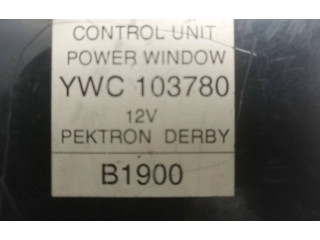 CONTROL UNIT
POWER WINDOW
YWC 103780
12V
PEKTRON DERBY
B1900